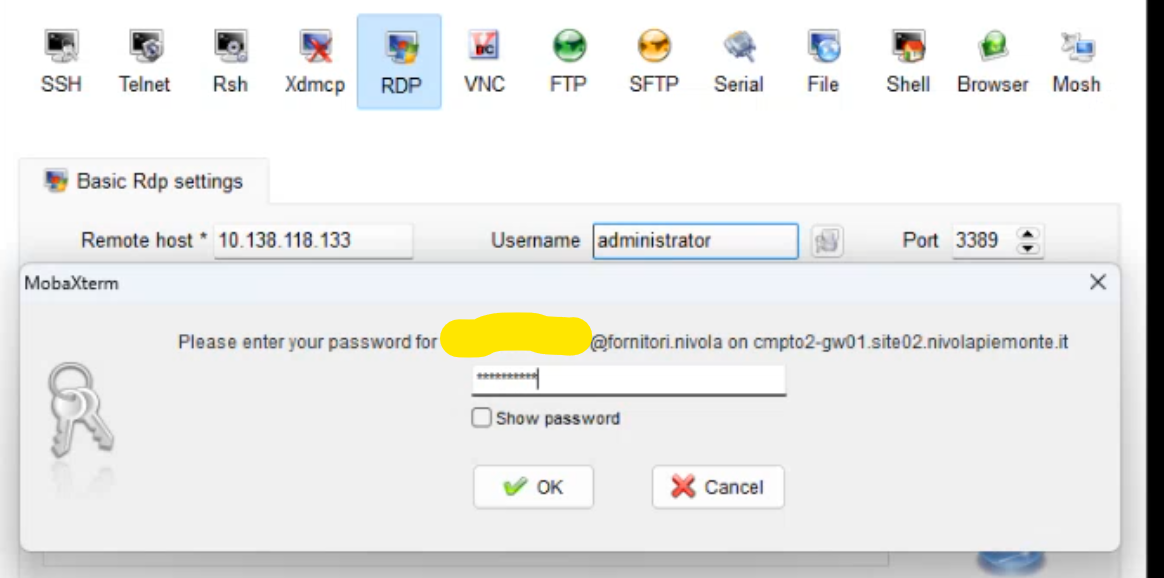 SSH Telnet Rsh Xdmcp RDP VNC FTP SFTP Serial File Shell Browser Mosh
Basic Rdp settings
Remote host * 10.138.118.133 Username administrator Port 3389
MobaXterm
Please enter your password for @fornitori.nivola on cmpto2-gw01.site02.nivolapiemonte.it
**********
Show password
OK Cancel